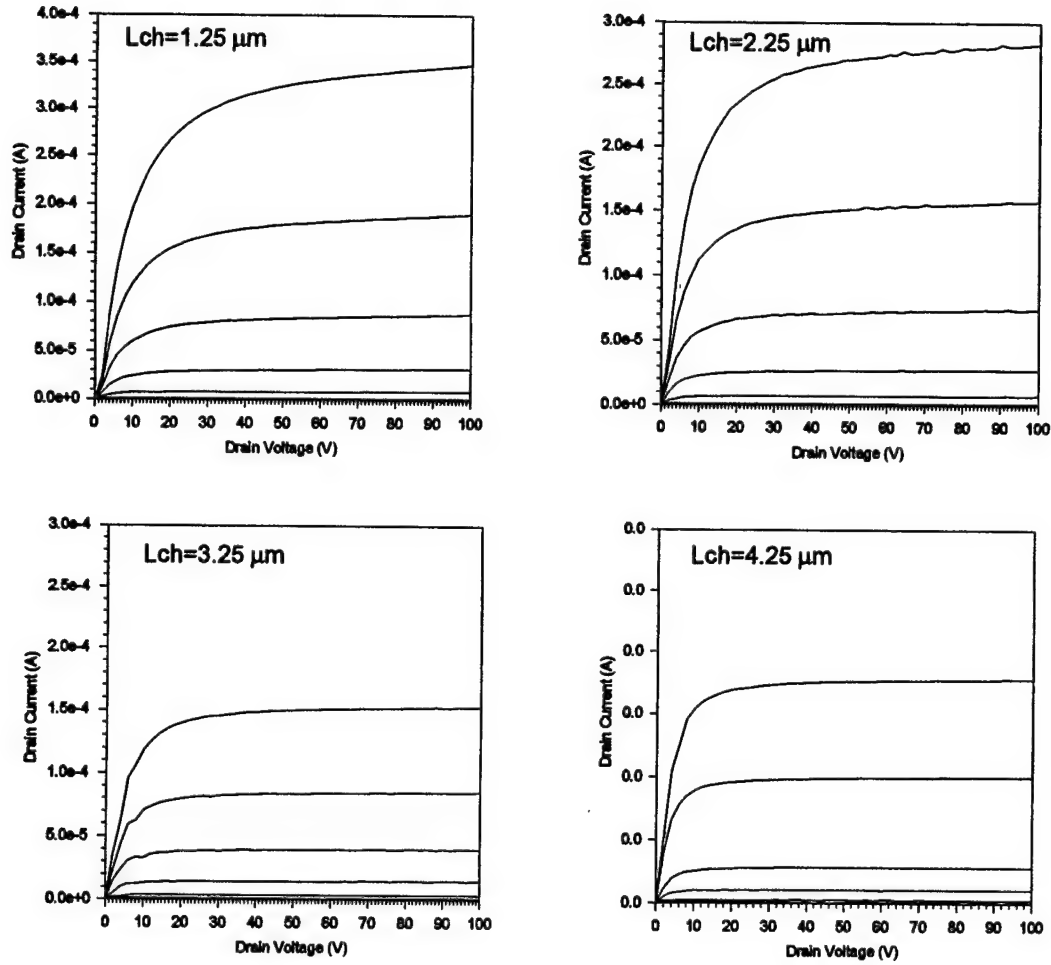 Lch=1.25 μm
4.0e-4
3.5e-4
3.0e-4
2.5e-4
2.0e-4
1.5e-4
1.0e-4
5.0e-5
0.0e+0
Drain Current (A)
0 10 20 30 40 50 60 70 80 90 100
Drain Voltage (V)
Lch=2.25 μm
3.0e-4
2.5e-4
2.0e-4
1.5e-4
1.0e-4
5.0e-5
0.0e+0
Drain Current (A)
0 10 20 30 40 50 60 70 80 90 100
Drain Voltage (V)
Lch=3.25 μm
3.0e-4
2.5e-4
2.0e-4
1.5e-4
1.0e-4
5.0e-5
0.0e+0
Drain Current (A)
0 10 20 30 40 50 60 70 80 90 100
Drain Voltage (V)
Lch=4.25 μm
0.0
0.0
0.0
0.0
0.0
0.0
0.0
Drain Current (A)
0 10 20 30 40 50 60 70 80 90 100
Drain Voltage (V)